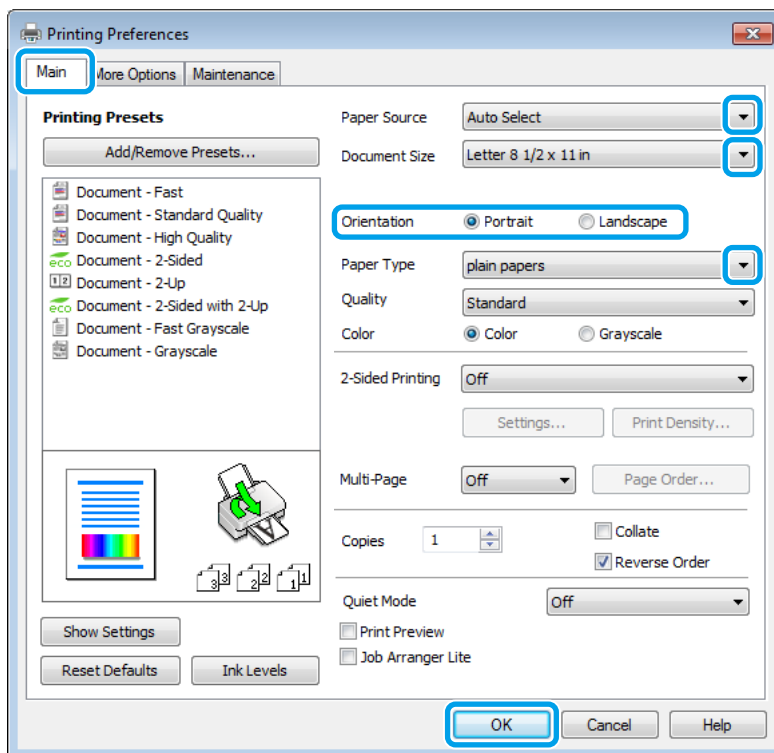 Printing Preferences
Main
More Options
Maintenance
Printing Presets
Add/Remove Presets...
Document - Fast
Document - Standard Quality
Document - High Quality
eco Document - 2-Sided
1 2 Document - 2-Up
eco Document - 2-Sided with 2-Up
Document - Fast Grayscale
Document - Grayscale
3 3 2 2 1 1
Show Settings
Reset Defaults
Ink Levels
Paper Source Auto Select
Document Size Letter 8 1/2 x 11 in
Orientation Portrait Landscape
Paper Type plain papers
Quality Standard
Color Color Grayscale
2-Sided Printing Off
Settings... Print Density...
Multi-Page Off Page Order...
Copies 1 Collate
Reverse Order
Quiet Mode Off
Print Preview
Job Arranger Lite
OK Cancel Help